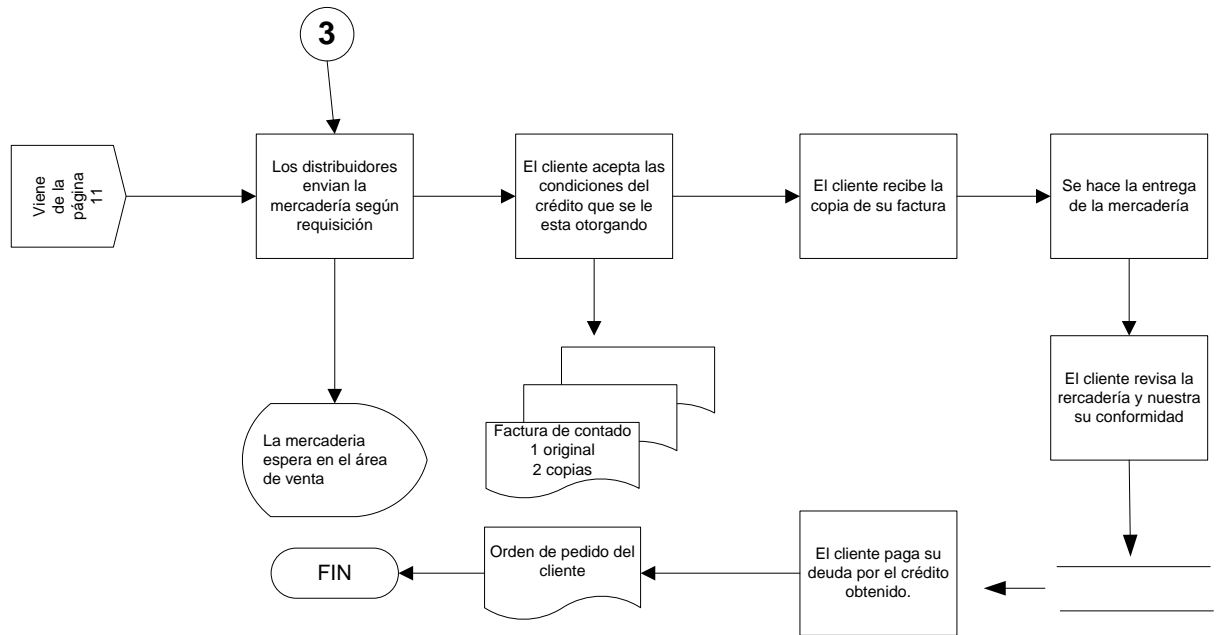 3
Viene
de la
página
11
Los distribuidores
envian la
mercadería según
requisición
El cliente acepta las
condiciones del
crédito que se le
esta otorgando
El cliente recibe la
copia de su factura
Se hace la entrega
de la mercadería
El cliente revisa la
rercadería y nuestra
su conformidad
La mercaderia
espera en el área
de venta
Factura de contado
1 original
2 copias
El cliente paga su
deuda por el crédito
obtenido.
Orden de pedido del
cliente
FIN